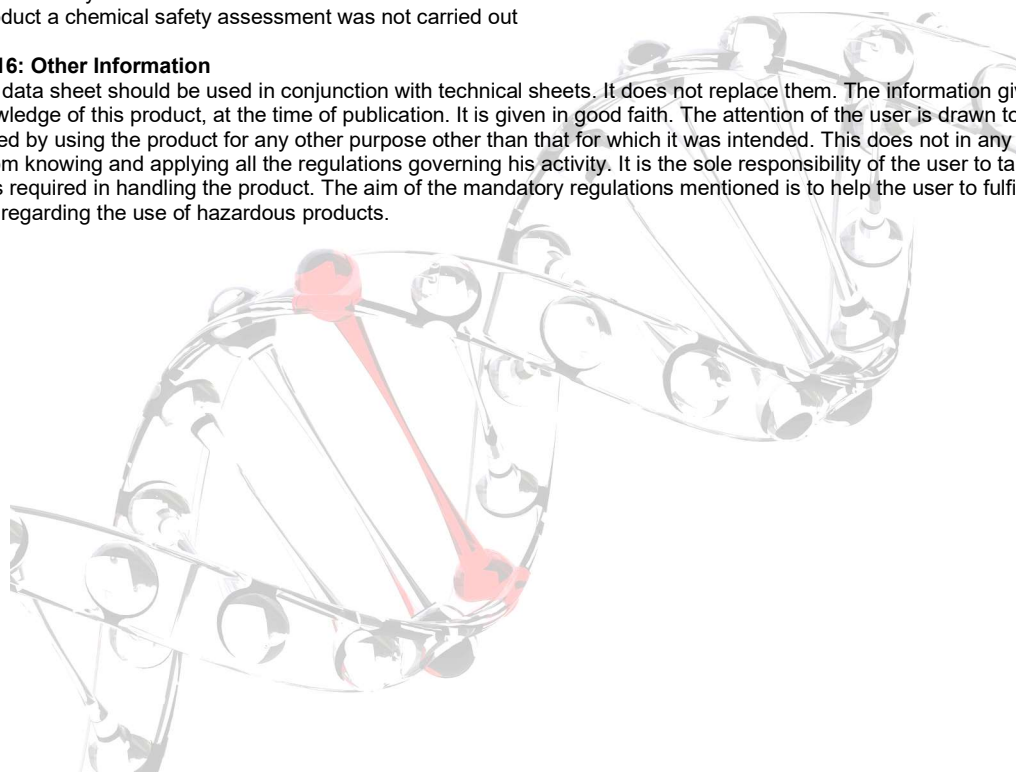 duct a chemical safety assessment was not carried out
16: Other Information
data sheet should be used in conjunction with technical sheets. It does not replace them. The information gi
wledge of this product, at the time of publication. It is given in good faith. The attention of the user is drawn to
ed by using the product for any other purpose other than that for which it was intended. This does not in any
m knowing and applying all the regulations governing his activity. It is the sole responsibility of the user to ta
s required in handling the product. The aim of the mandatory regulations mentioned is to help the user to fulfi
regarding the use of hazardous products.